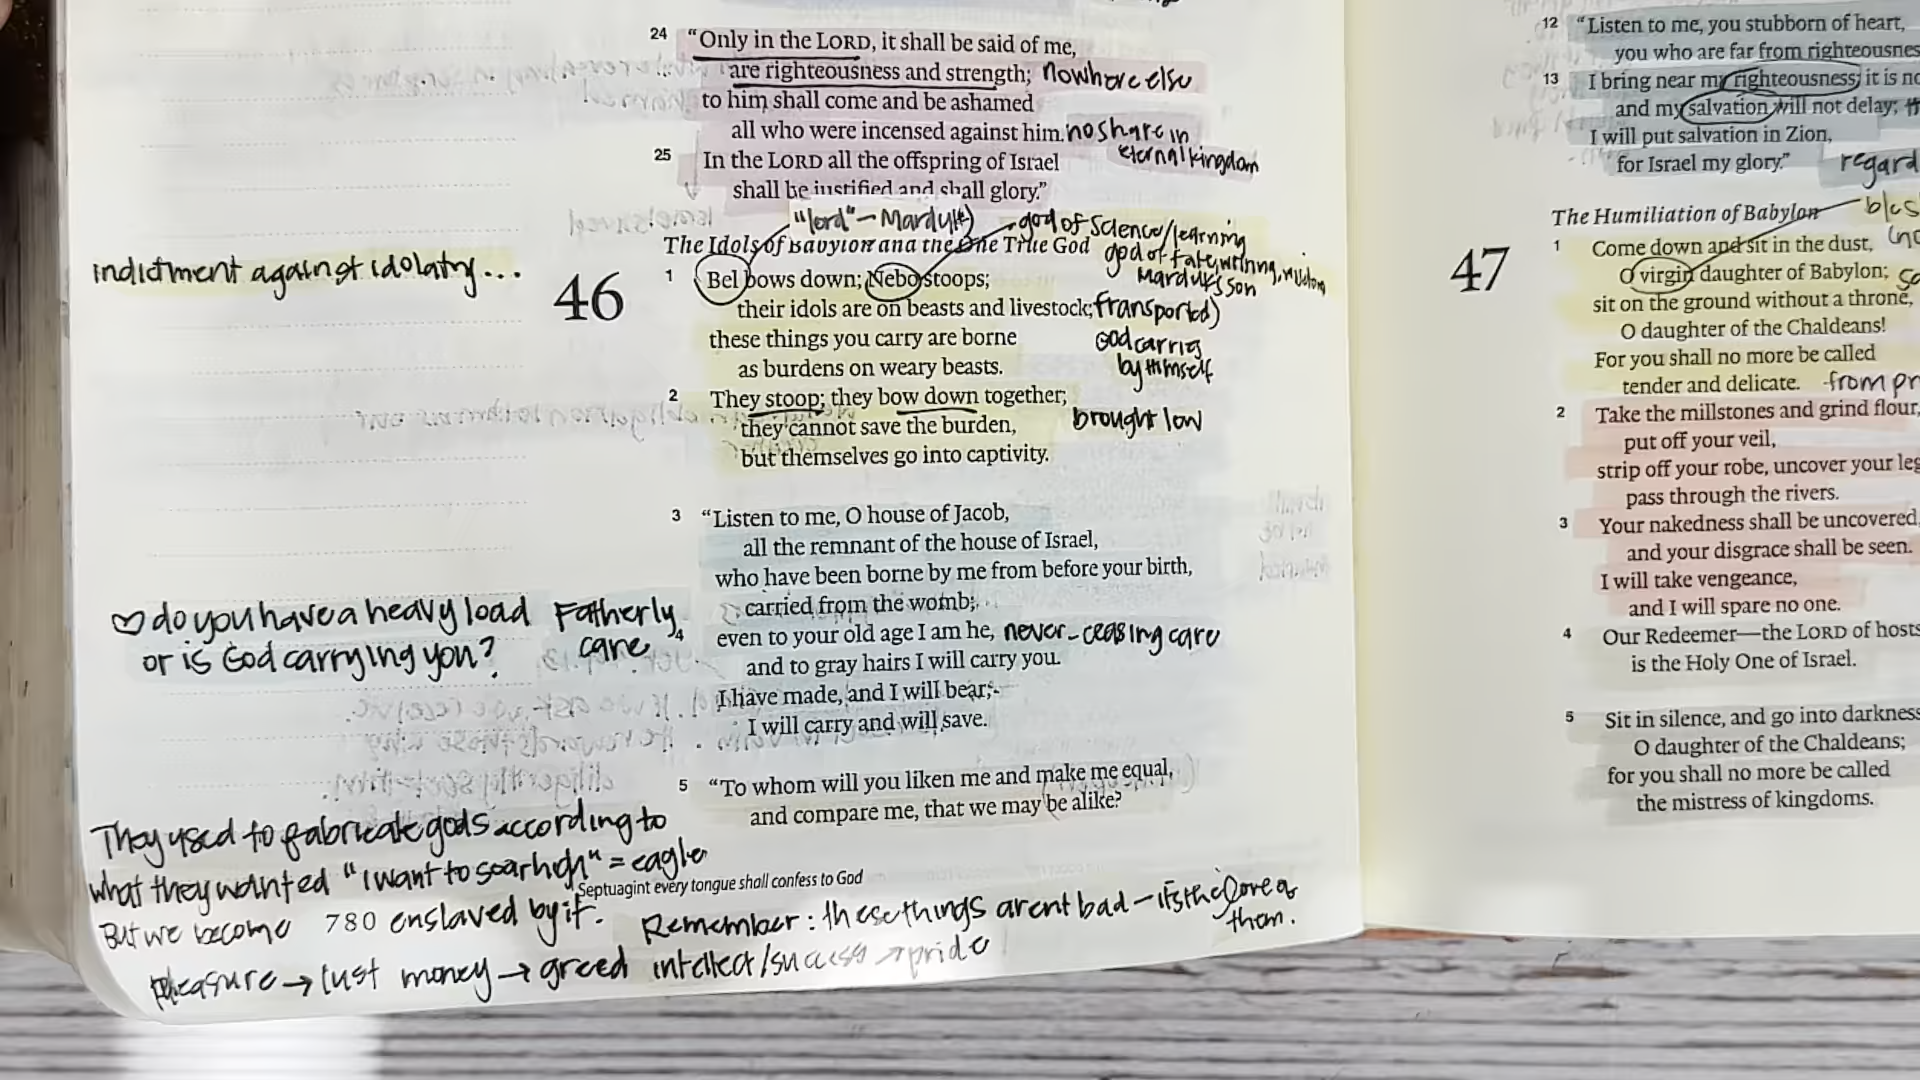 24 “Only in the LORD, it shall be said of me,
are righteousness and strength; nowhere else
to him shall come and be ashamed
all who were incensed against him. no share in
eternal kingdom
25 In the LORD all the offspring of Israel
shall be justified and shall glory.”
"lord" – Marduk
god of science/learning
The Idols of Babylon and the One True God
god of fate, writing, wisdom
Marduk's son
indictment against idolatry...
46
1 Bel bows down; Nebo stoops;
their idols are on beasts and livestock; transported)
these things you carry are borne God carries
as burdens on weary beasts. by Himself
2 They stoop; they bow down together;
they cannot save the burden, brought low
but themselves go into captivity.
3 “Listen to me, O house of Jacob,
all the remnant of the house of Israel,
who have been borne by me from before your birth,
carried from the womb;
♡ do you have a heavy load Fatherly
or is God carrying you? care
4 even to your old age I am he, never-ceasing care
and to gray hairs I will carry you.
I have made, and I will bear;
I will carry and will save.
5 “To whom will you liken me and make me equal,
and compare me, that we may be alike?
They used to fabricate gods according to
what they wanted "I want to soar high" = eagle
Septuagint every tongue shall confess to God
But we become 780 enslaved by it. Remember: these things arent bad – its the love of
them.
pleasure → lust money → greed intellect/success → pride
12 “Listen to me, you stubborn of heart,
you who are far from
13 I bring near my righteousness; it is
and my salvation will not delay;
I will put salvation in Zion,
for Israel my glory.” regard
The Humiliation of Babylon
47
1 Come down and sit in the dust,
O virgin daughter of Babylon;
sit on the ground without a throne,
O daughter of the Chaldeans!
For you shall no more be called
tender and delicate. from
2 Take the millstones and grind flour,
put off your veil,
strip off your robe, uncover your
pass through the rivers.
3 Your nakedness shall be uncovered,
and your disgrace shall be seen.
I will take vengeance,
and I will spare no one.
4 Our Redeemer—the LORD of hosts
is the Holy One of Israel.
5 Sit in silence, and go into darkness,
O daughter of the Chaldeans;
for you shall no more be called
the mistress of kingdoms.